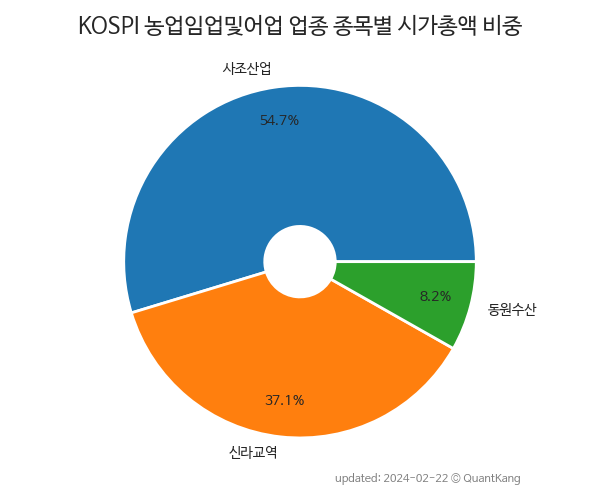 KOSPI 농업임업및어업 업종 종목별 시가총액 비중
사조산업
54.7%
8.2%
동원수산
37.1%
신라교역
updated: 2024-02-22 © QuantKang